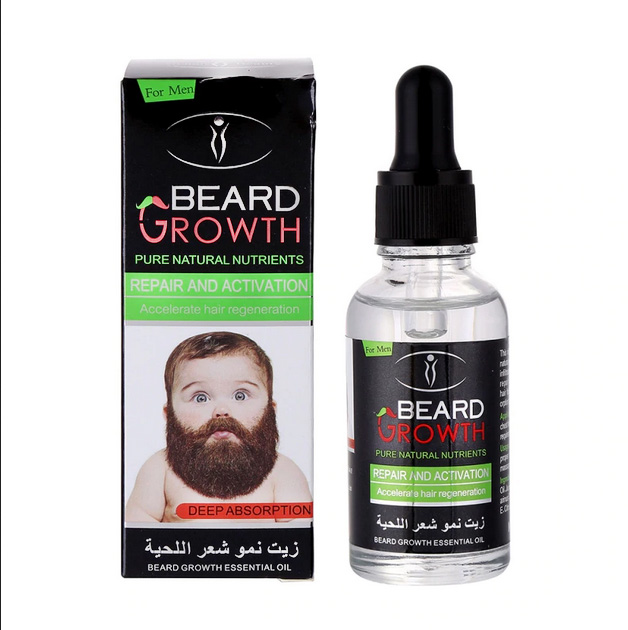 For Men
BEARD
GROWTH
PURE NATURAL NUTRIENTS
REPAIR AND ACTIVATION
Accelerate hair regeneration
DEEP ABSORPTION
زيت نمو شعر اللحية
BEARD GROWTH ESSENTIAL OIL
For Men
BEARD
GROWTH
PURE NATURAL NUTRIENTS
REPAIR AND ACTIVATION
Accelerate hair regeneration
زيت نمو شعر اللحية
BEARD GROWTH ESSENTIAL OIL